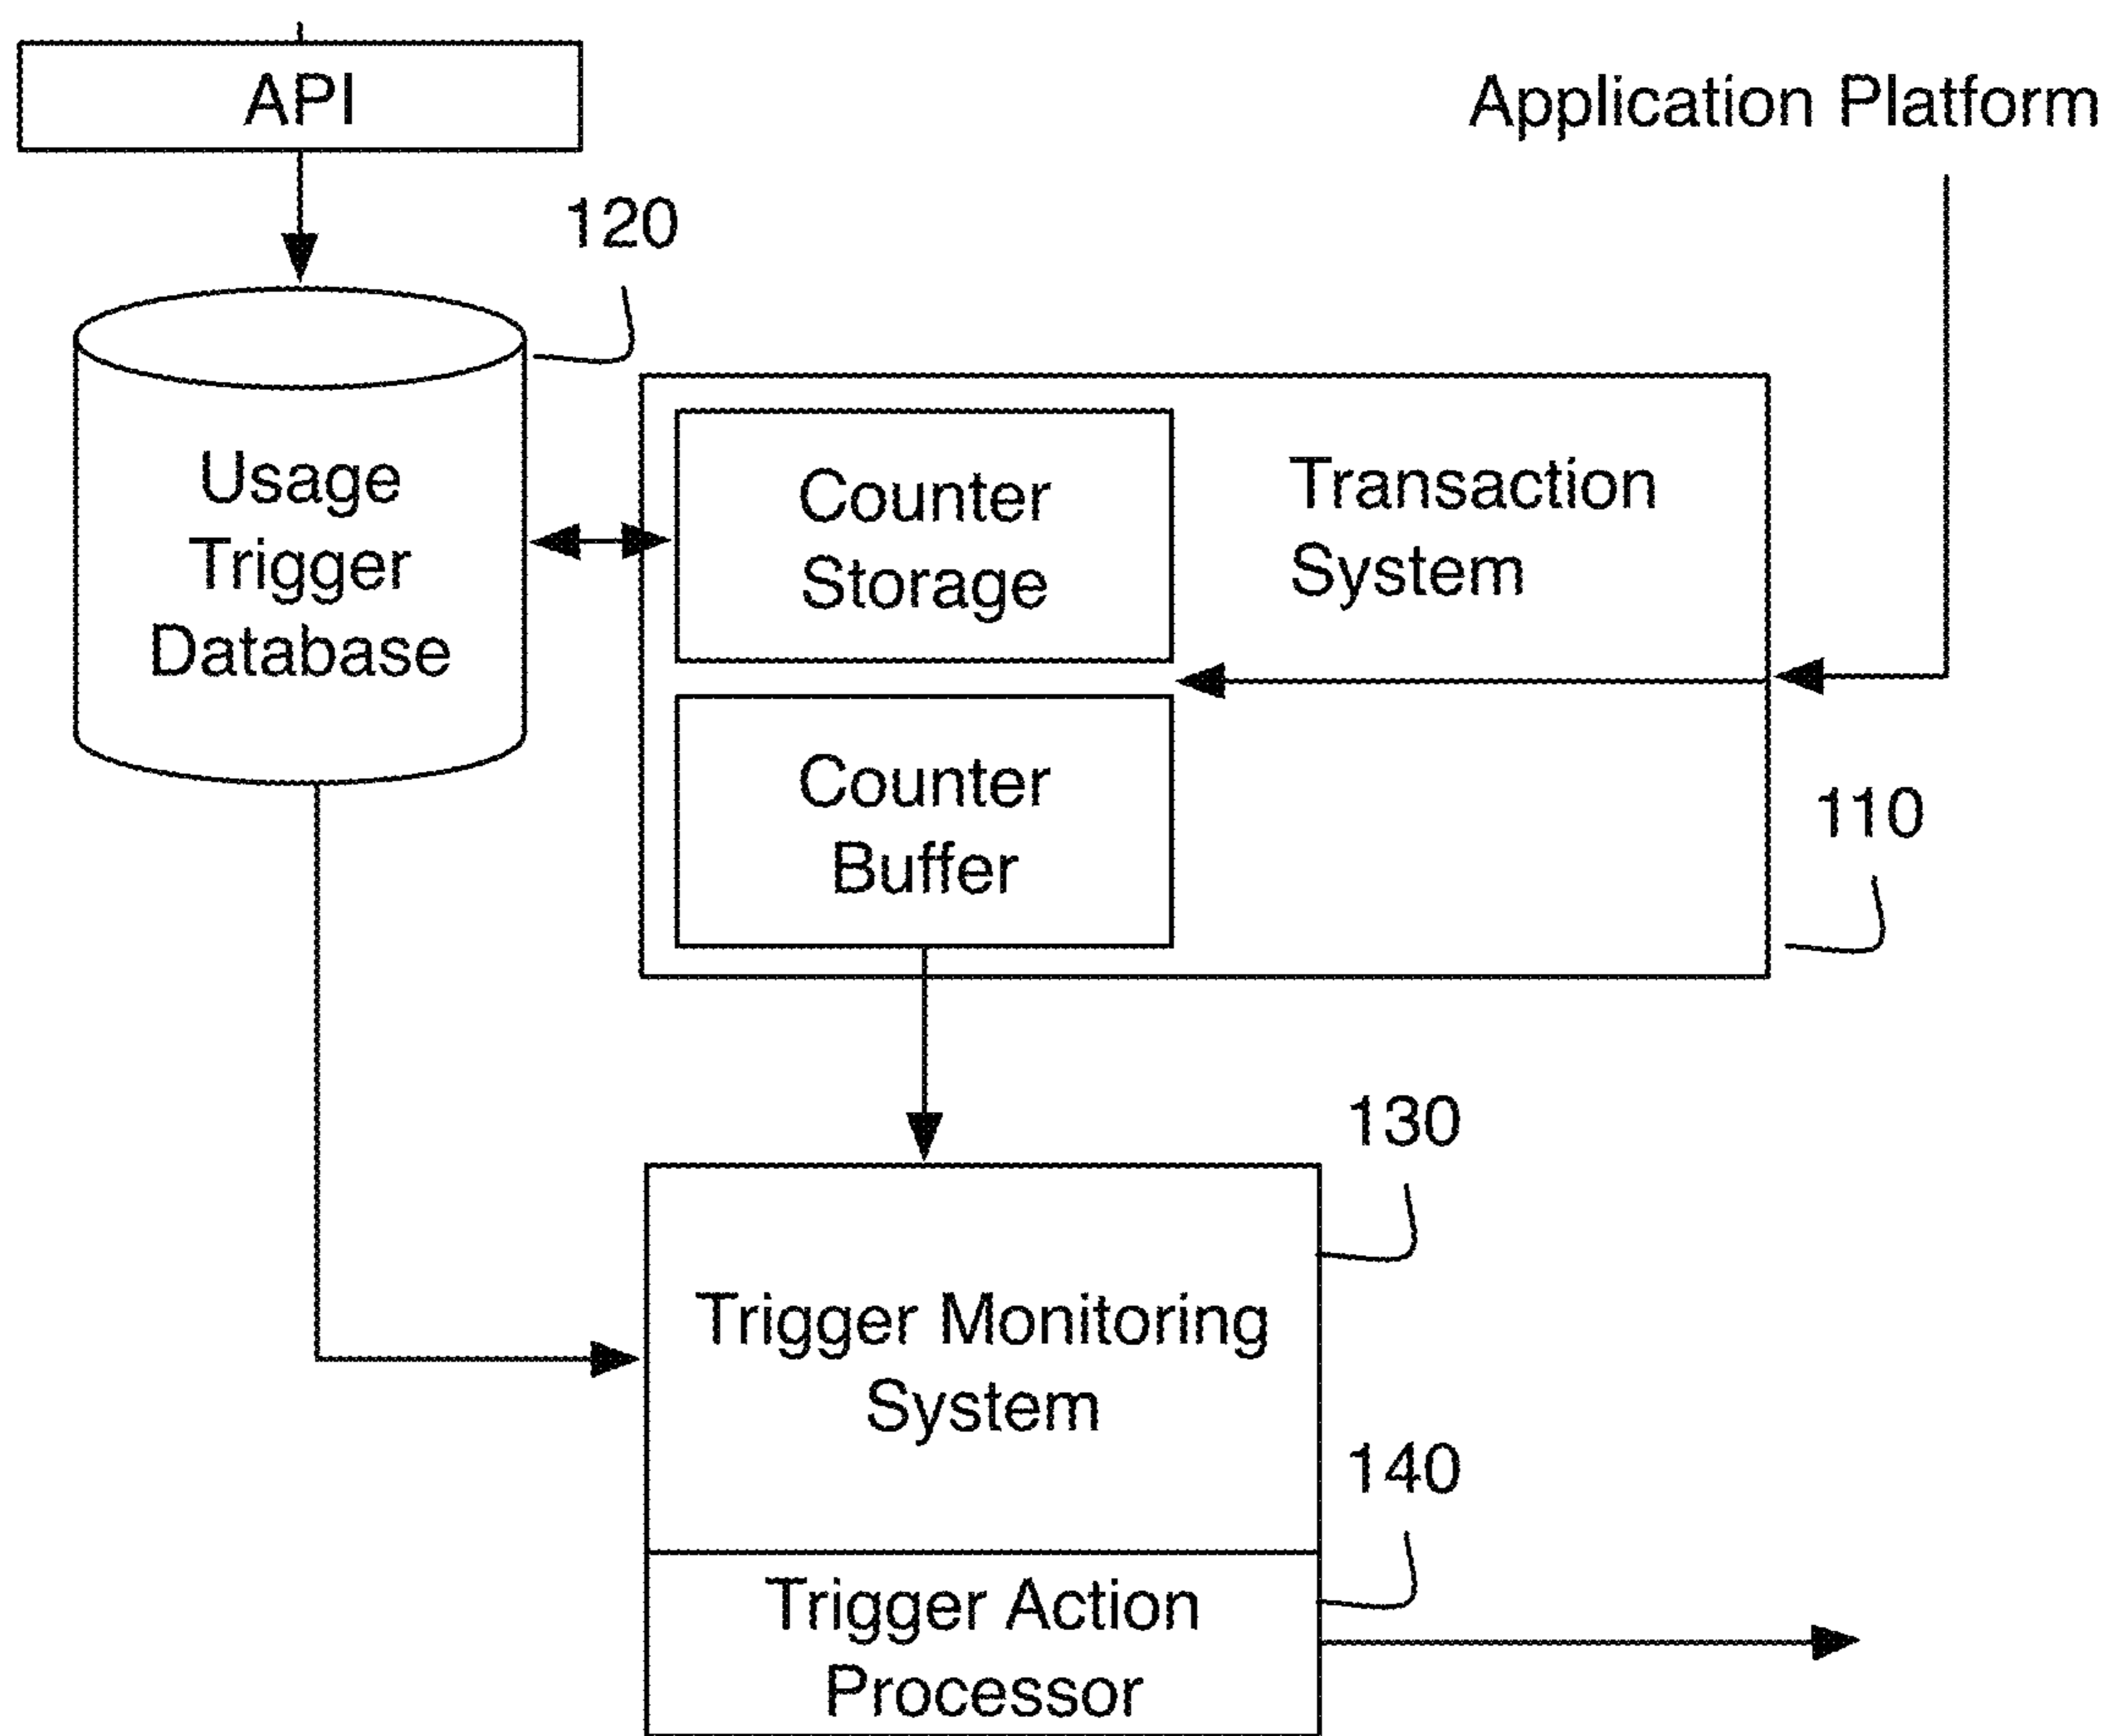 API
Application Platform
120
Usage
Trigger
Database
Counter
Storage
Transaction
System
Counter
Buffer
110
130
Trigger Monitoring
System
140
Trigger Action
Processor